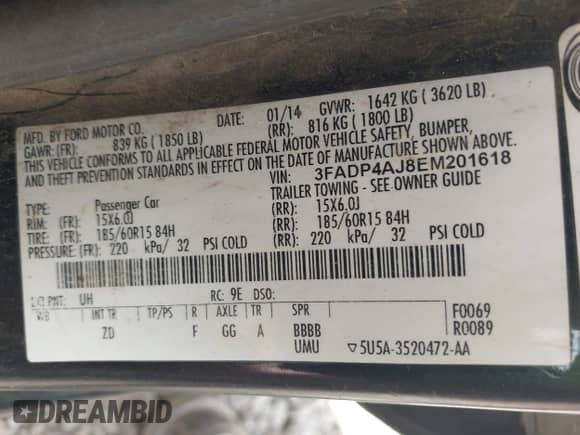 MFD. BY FORD MOTOR CO. DATE: 01/14 GVWR: 1642 KG ( 3620 LB)
GAWR: (FR): 839 KG ( 1850 LB) (RR): 816 KG ( 1800 LB)
THIS VEHICLE CONFORMS TO ALL APPLICABLE FEDERAL MOTOR VEHICLE SAFETY, BUMPER,
AND THEFT PREVENTION STANDARDS IN EFFECT ON THE DATE OF MANUFACTURE SHOWN ABOVE.
VIN: 3FADP4AJ8EM201618
TYPE: Passenger Car TRAILER TOWING - SEE OWNER GUIDE
RIM: (FR): 15X6.0J (RR): 15X6.0J
TIRE: (FR): 185/60R15 84H (RR): 185/60R15 84H
PRESSURE: (FR): 220 kPa/ 32 PSI COLD (RR): 220 kPa/ 32 PSI COLD
EXT PNT: UH RC: 9E DSO:
WB INT TR TP/PS R AXLE TR SPR F0069
ZD F GG A BBBB R0089
UMU ▽5U5A-3520472-AA
DREAMBID